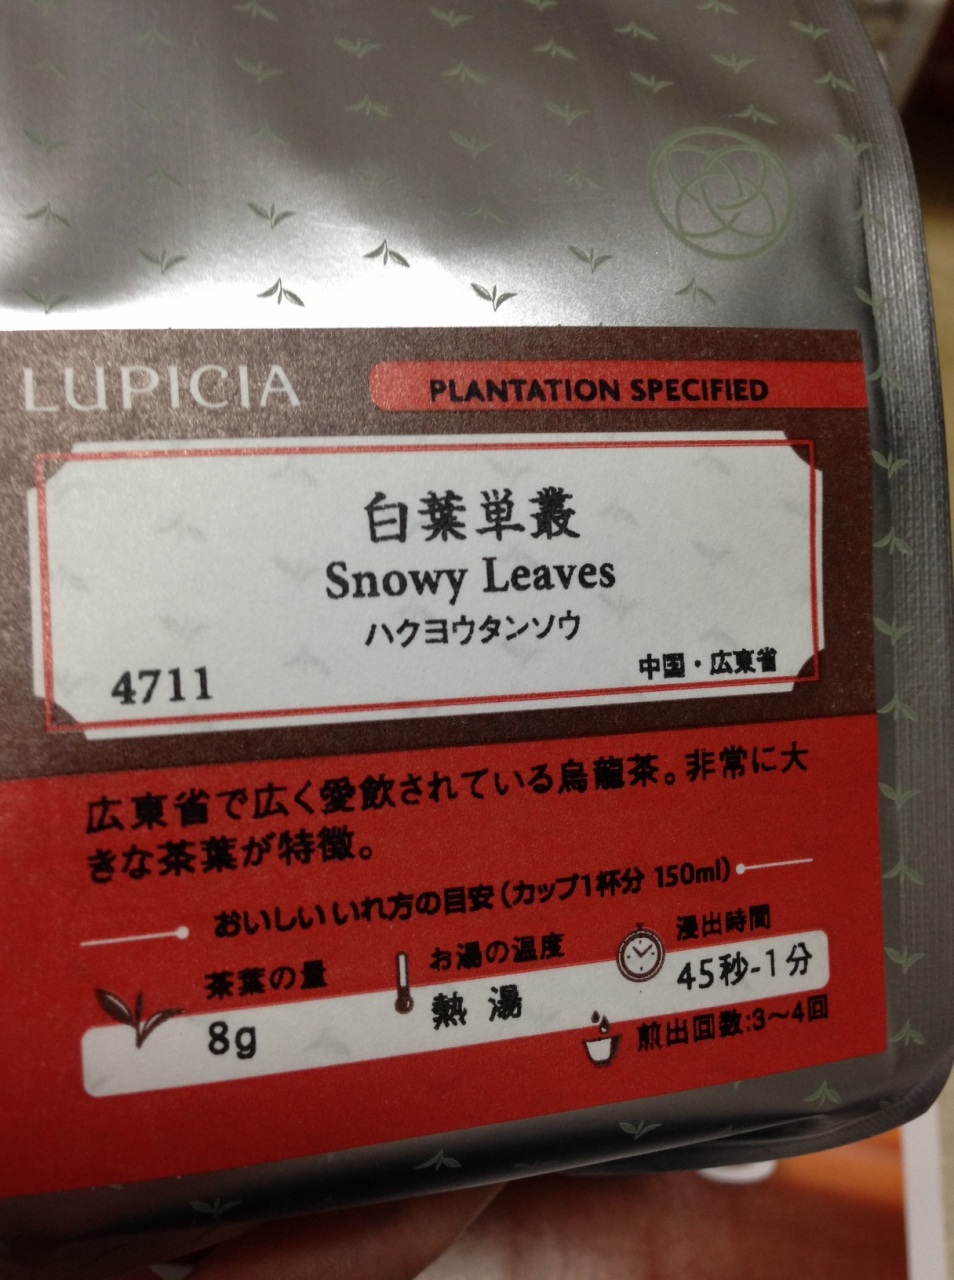 LUPICIA
PLANTATION SPECIFIED
白葉単叢
Snowy Leaves
ハクヨウタンソウ
4711
中国・広東省
広東省で広く愛飲されている烏龍茶。非常に大
きな茶葉が特徴。
おいしいいれ方の目安（カップ1杯分 150ml）
茶葉の量
8g
お湯の温度
熱 湯
浸出時間
45秒-1分
煎出回数:3〜4回